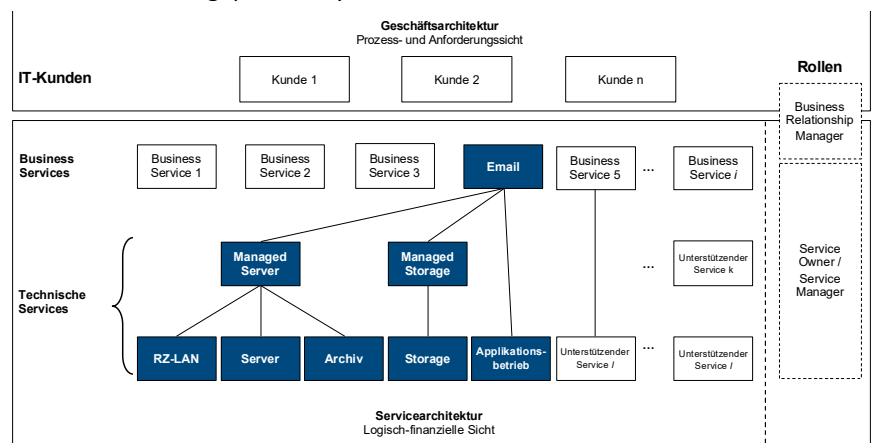 Geschäftsarchitektur
Prozess- und Anforderungssicht
IT-Kunden
Kunde 1
Kunde 2
Kunde n
Rollen
Business
Relationship
Manager
Business
Services
Business
Service 1
Business
Service 2
Business
Service 3
Email
Business
Service 5
...
Business
Service i
Technische
Services
Managed
Server
Managed
Storage
...
Unterstützender
Service k
Service
Owner /
Service
Manager
RZ-LAN
Server
Archiv
Storage
Applikations-
betrieb
Unterstützender
Service l
...
Unterstützender
Service l
Servicearchitektur
Logisch-finanzielle Sicht